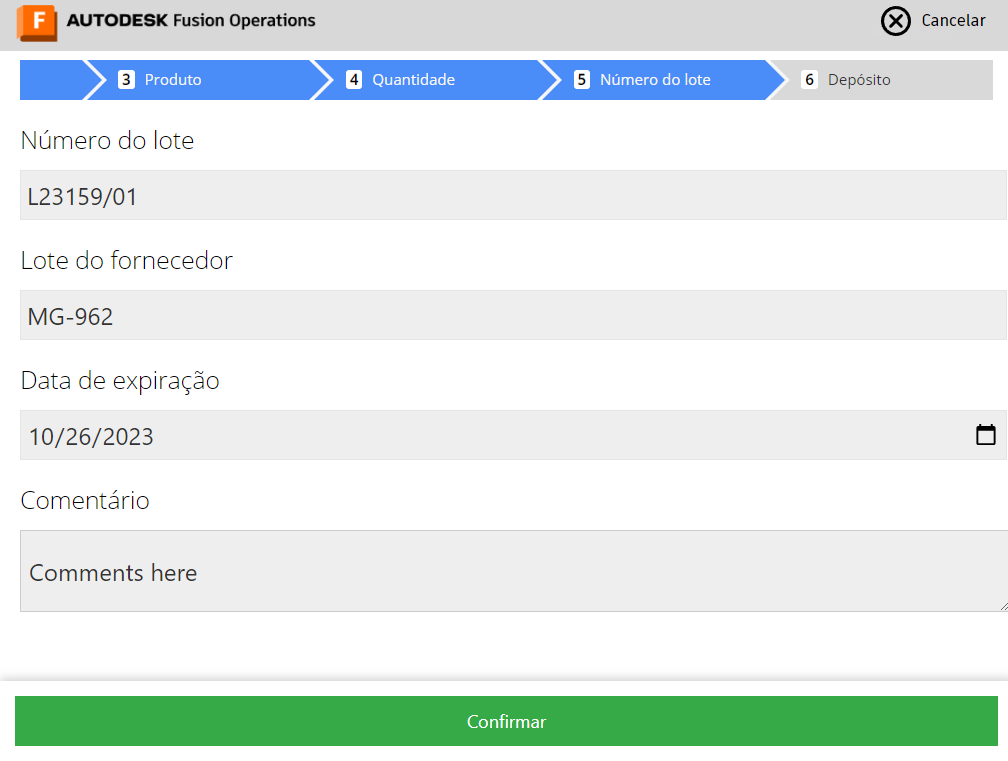 F AUTODESK Fusion Operations
Cancelar
3 Produto
4 Quantidade
5 Número do lote
6 Depósito
Número do lote
L23159/01
Lote do fornecedor
MG-962
Data de expiração
10/26/2023
Comentário
Comments here
Confirmar